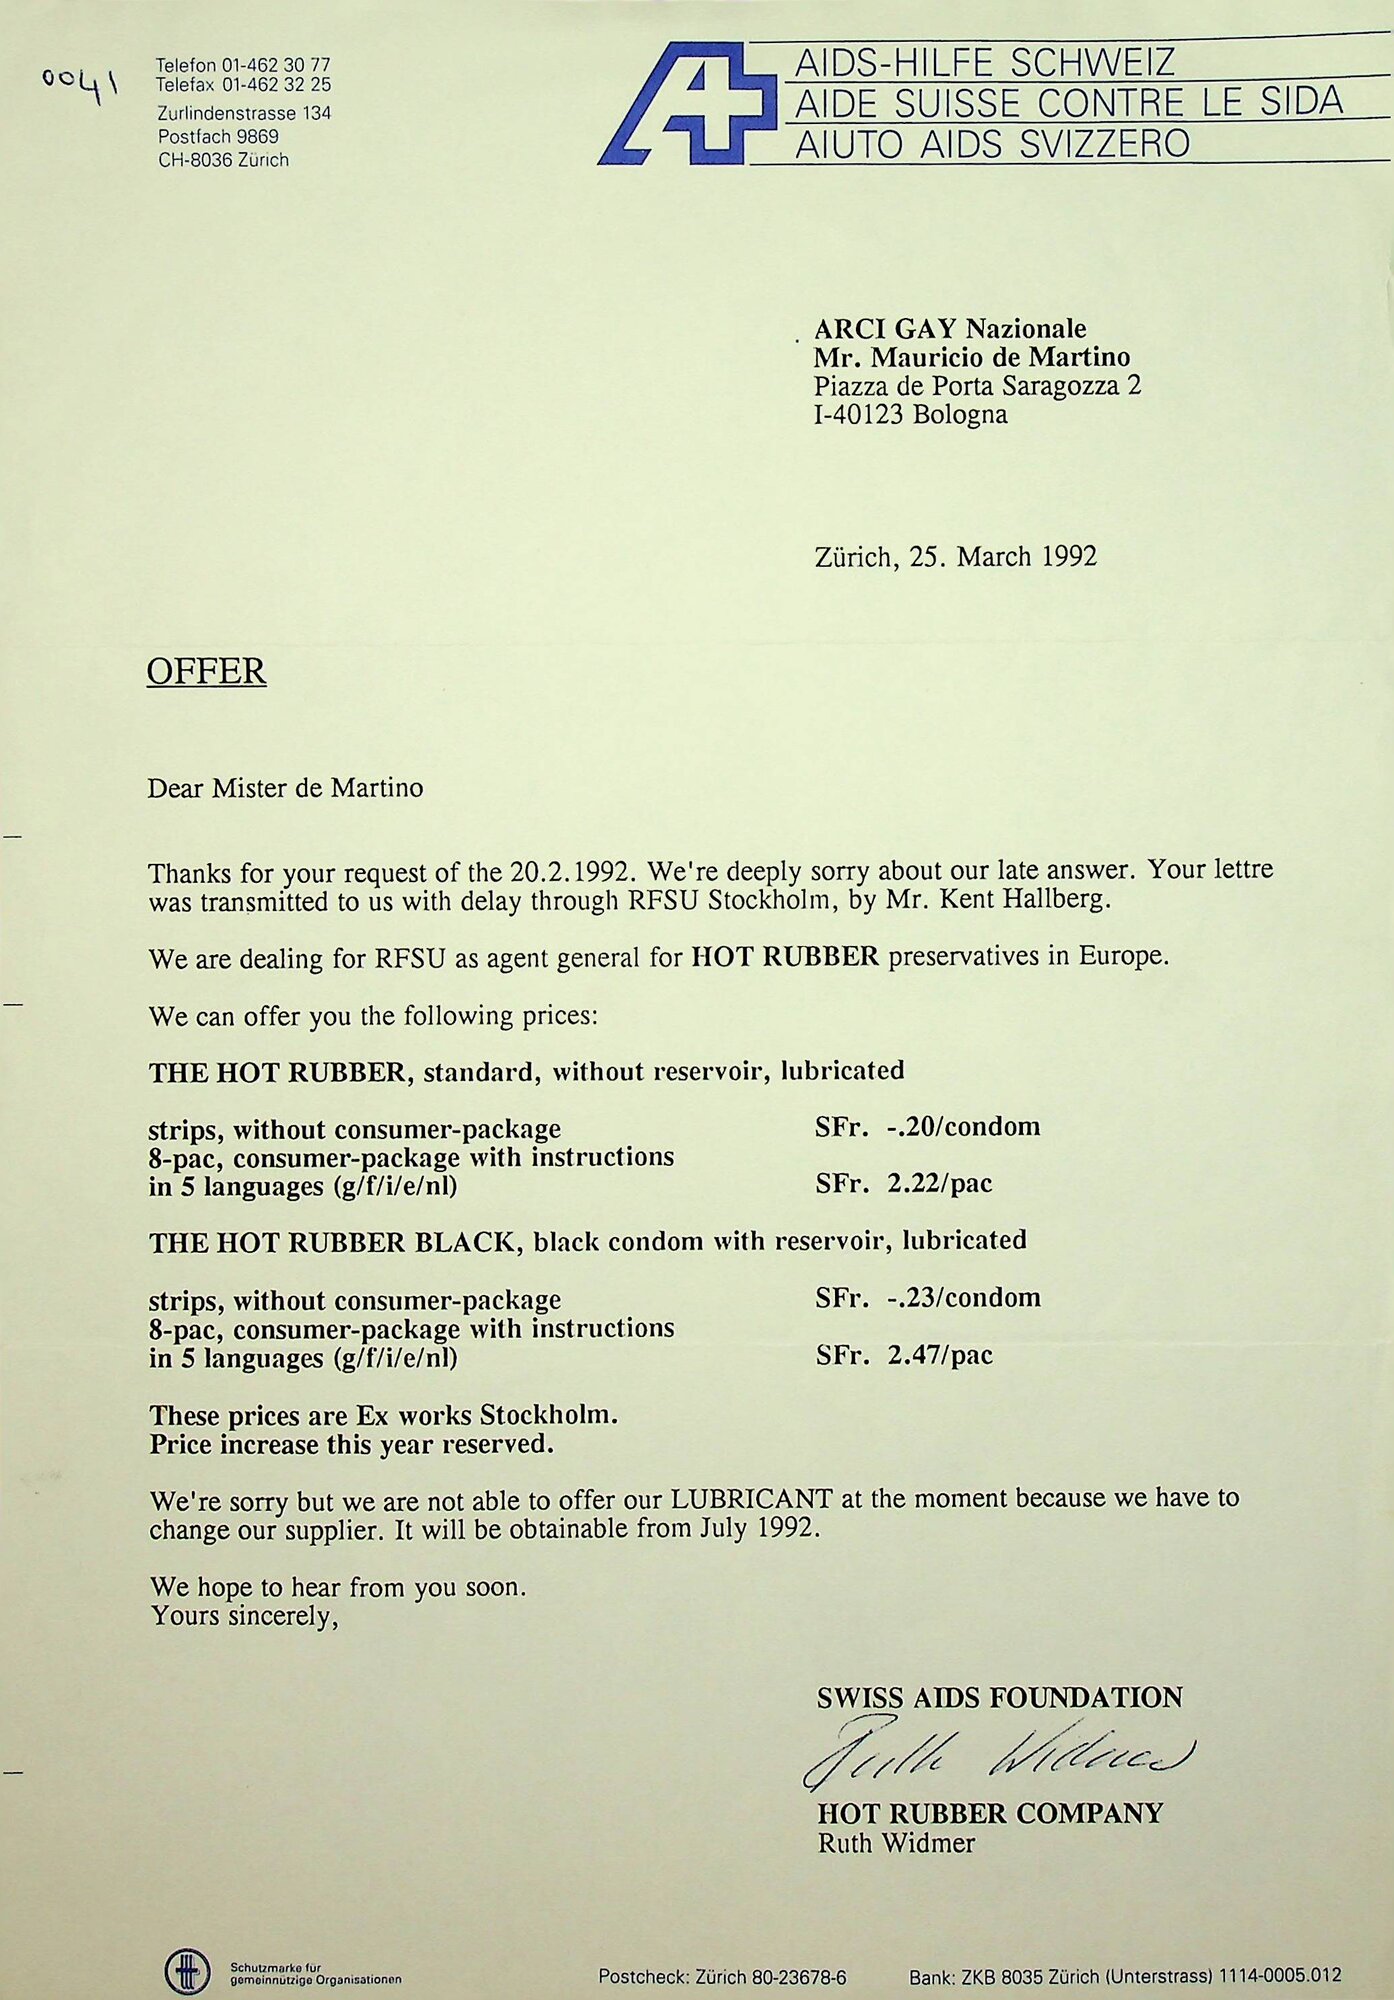 0041
Telefon 01-462 30 77
Telefax 01-462 32 25
Zurlindenstrasse 134
Postfach 9869
CH-8036 Zürich
AIDS-HILFE SCHWEIZ
AIDE SUISSE CONTRE LE SIDA
AIUTO AIDS SVIZZERO
ARCI GAY Nazionale
Mr. Mauricio de Martino
Piazza de Porta Saragozza 2
I-40123 Bologna
Zürich, 25. March 1992
OFFER
Dear Mister de Martino
Thanks for your request of the 20.2.1992. We're deeply sorry about our late answer. Your lettre
was transmitted to us with delay through RFSU Stockholm, by Mr. Kent Hallberg.
We are dealing for RFSU as agent general for HOT RUBBER preservatives in Europe.
We can offer you the following prices:
THE HOT RUBBER, standard, without reservoir, lubricated
strips, without consumer-package SFr. -.20/condom
8-pac, consumer-package with instructions
in 5 languages (g/f/i/e/nl) SFr. 2.22/pac
THE HOT RUBBER BLACK, black condom with reservoir, lubricated
strips, without consumer-package SFr. -.23/condom
8-pac, consumer-package with instructions
in 5 languages (g/f/i/e/nl) SFr. 2.47/pac
These prices are Ex works Stockholm.
Price increase this year reserved.
We're sorry but we are not able to offer our LUBRICANT at the moment because we have to
change our supplier. It will be obtainable from July 1992.
We hope to hear from you soon.
Yours sincerely,
SWISS AIDS FOUNDATION
Ruth Widmer
HOT RUBBER COMPANY
Ruth Widmer
Schutzmarke für
gemeinnützige Organisationen
Postcheck: Zürich 80-23678-6 Bank: ZKB 8035 Zürich (Unterstrass) 1114-0005.012